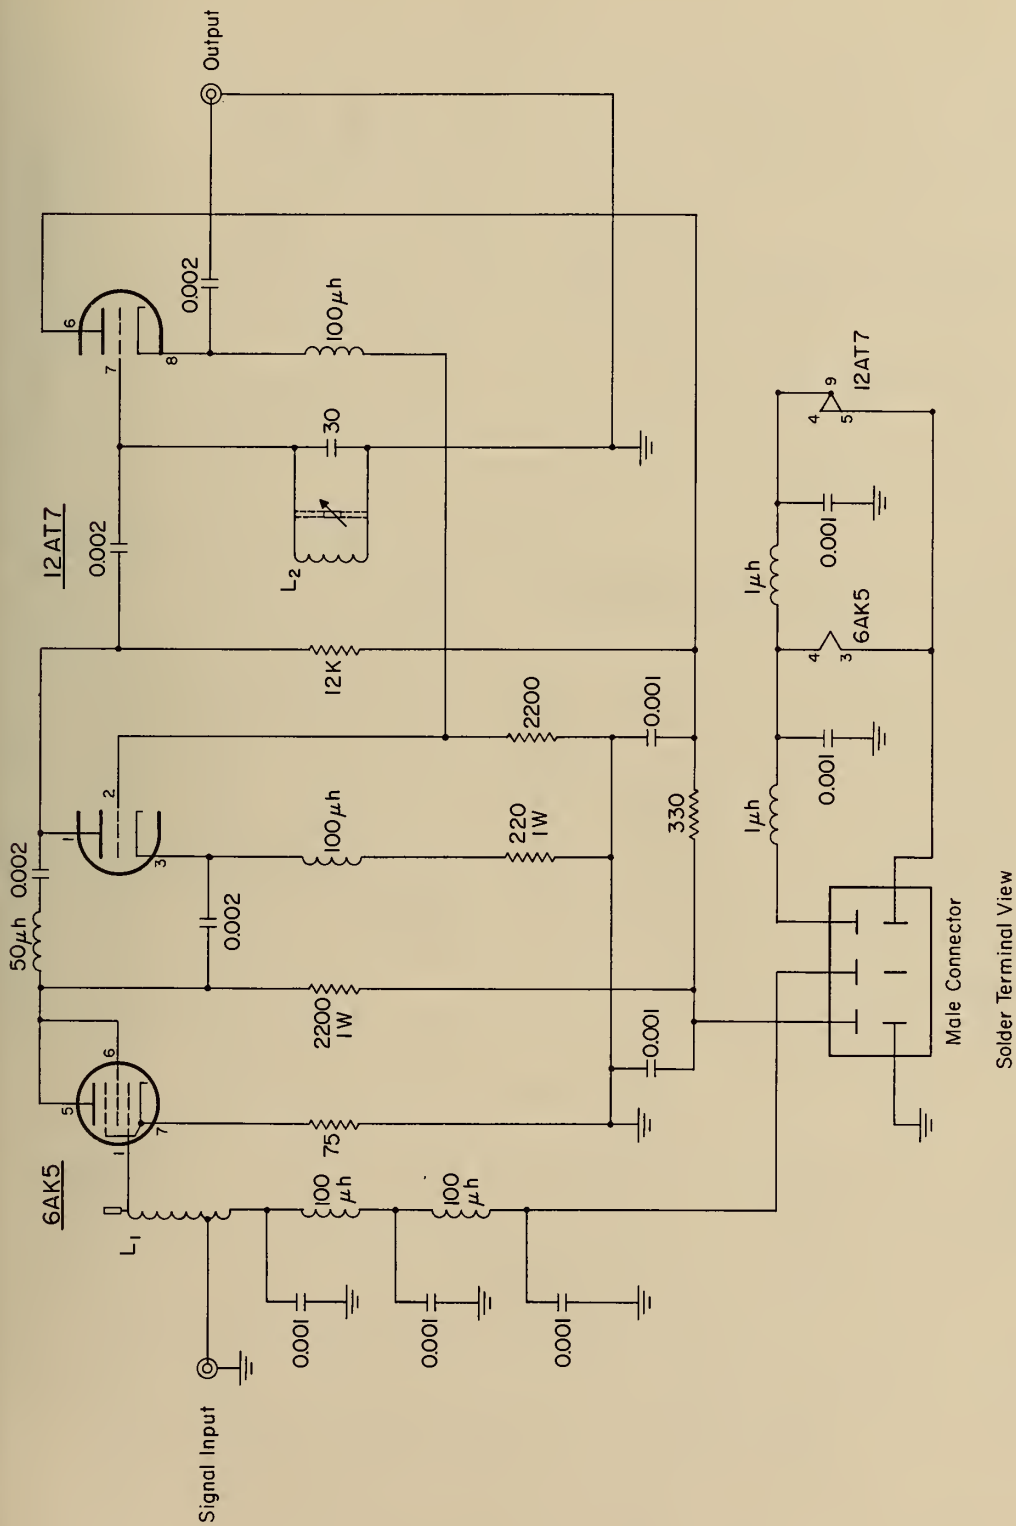 Signal Input
Output
6AK5
12AT7
L1
1
5
6
7
50μh
0.002
1
2
3
0.002
0.002
6
7
8
0.002
L2
30
100μh
100μh
12K
2200
1W
75
100
μh
100
μh
0.001
0.001
0.001
220
1W
2200
0.001
0.001
330
1μh
1μh
0.001
0.001
4
3
6AK5
4
9
5
12AT7
Male Connector
Solder Terminal View